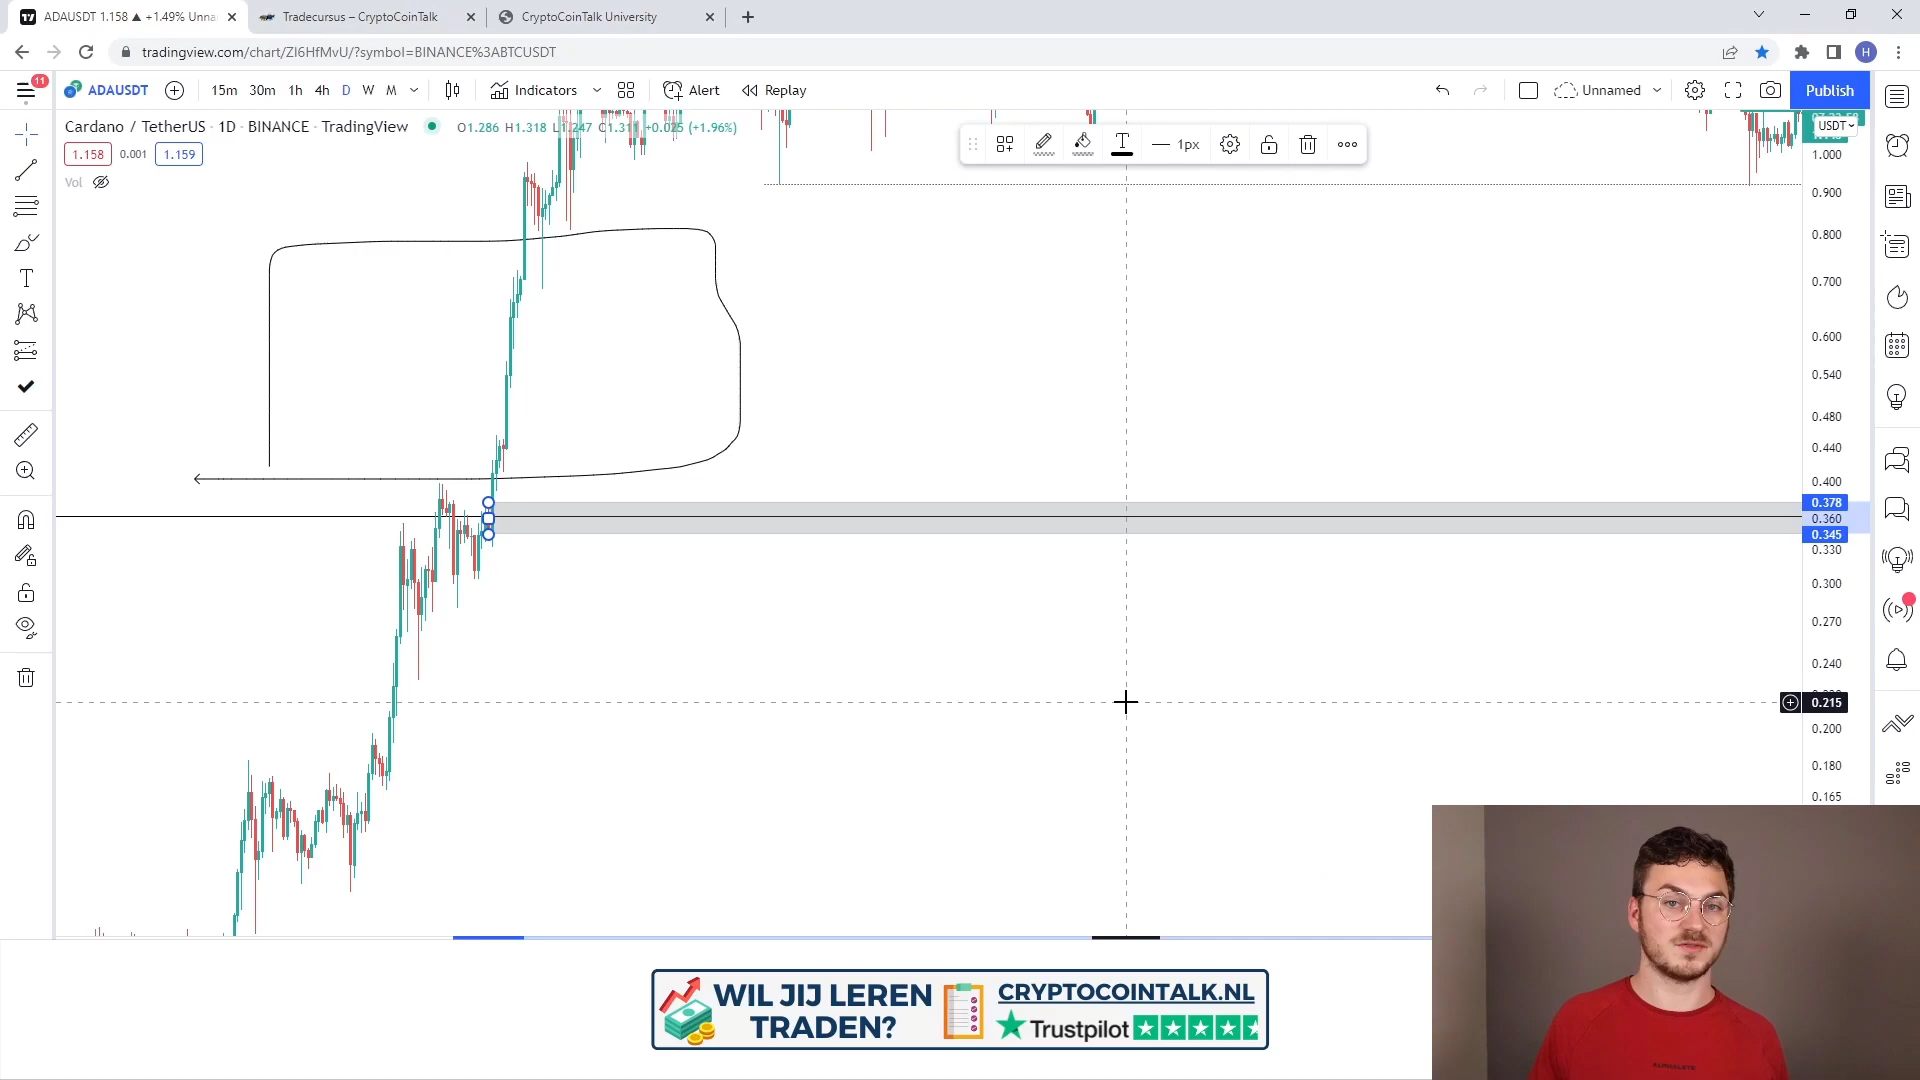 ADAUSDT 1.158 ▲ +1.49% Unna
Tradecursus – CryptoCoinTalk
CryptoCoinTalk University
tradingview.com/chart/ZI6HfMvU/?symbol=BINANCE%3ABTCUSDT
H
11
ADAUSDT
15m
30m
1h
4h
D
W
M
Indicators
Alert
Replay
Unnamed
Publish
Cardano / TetherUS · 1D · BINANCE · TradingView
O1.286 H1.318 L1.247 C1.311 +0.025 (+1.96%)
1.158
0.001
1.159
Vol
T
1px
USDT
1.000
0.900
0.800
0.700
0.600
0.540
0.480
0.440
0.400
0.378
0.360
0.345
0.330
0.300
0.270
0.240
0.215
0.200
0.180
0.165
WIL JIJ LEREN
TRADEN?
CRYPTOCOINTALK.NL
Trustpilot